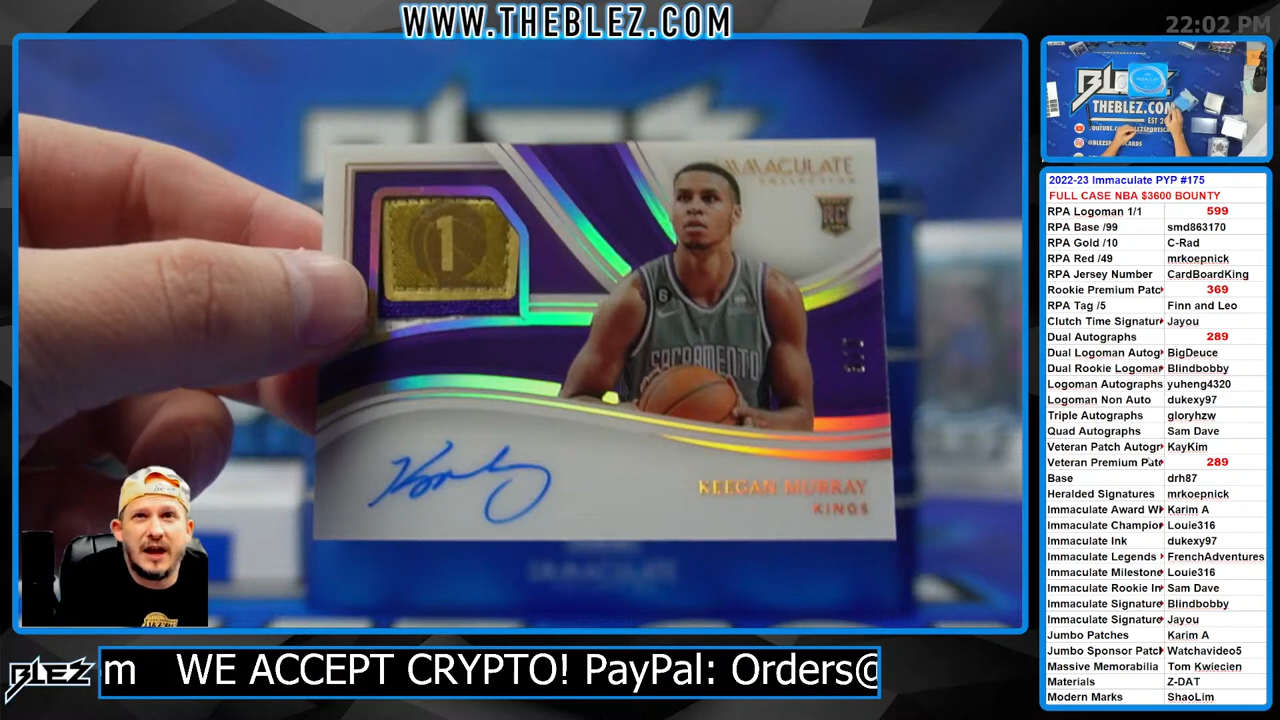 WWW.THEBLEZ.COM
22:02 PM
IMMACULATE
COLLECTION
RC
1
6
SACRAMENTO
KEEGAN MURRAY
KINGS
IMMACULATE
BLEZ
THEBLEZ.COM
2022-23 Immaculate PYP #175
FULL CASE NBA $3600 BOUNTY
RPA Logoman 1/1 599
RPA Base /99 smd863170
RPA Gold /10 C-Rad
RPA Red /49 mrkoepnick
RPA Jersey Number CardBoardKing
Rookie Premium Patc 369
RPA Tag /5 Finn and Leo
Clutch Time Signatur Jayou
Dual Autographs 289
Dual Logoman Autog BigDeuce
Dual Rookie Logoma Blindbobby
Logoman Autographs yuheng4320
Logoman Non Auto dukexy97
Triple Autographs gloryhzw
Quad Autographs Sam Dave
Veteran Patch Autogr KayKim
Veteran Premium Pat 289
Base drh87
Heralded Signatures mrkoepnick
Immaculate Award W Karim A
Immaculate Champio Louie316
Immaculate Ink dukexy97
Immaculate Legends FrenchAdventures
Immaculate Milestone Louie316
Immaculate Rookie In Sam Dave
Immaculate Signature Blindbobby
Immaculate Signature Jayou
Jumbo Patches Karim A
Jumbo Sponsor Patch Watchavideo5
Massive Memorabilia Tom Kwiecien
Materials Z-DAT
Modern Marks ShaoLim
BLEZ
m WE ACCEPT CRYPTO! PayPal: Orders@